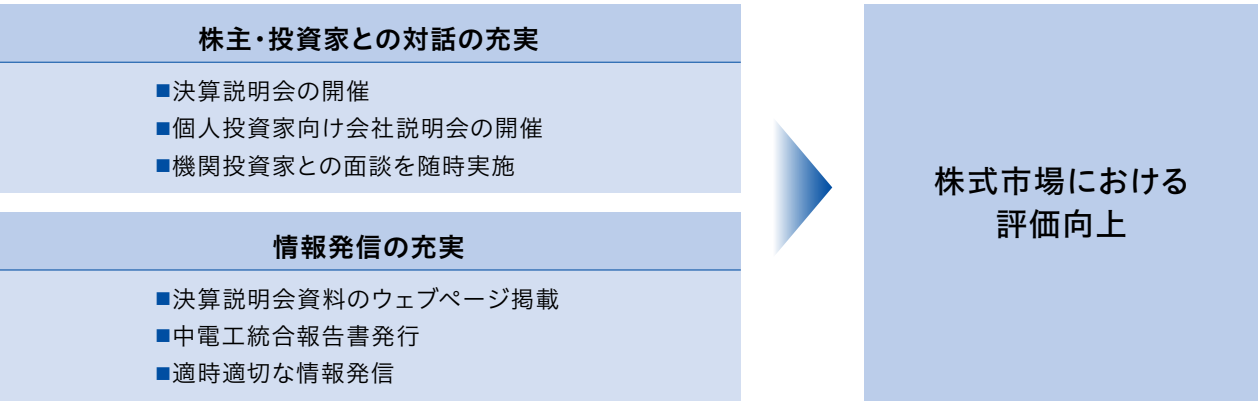 株主・投資家との対話の充実
■決算説明会の開催
■個人投資家向け会社説明会の開催
■機関投資家との面談を随時実施
情報発信の充実
■決算説明会資料のウェブページ掲載
■中電工統合報告書発行
■適時適切な情報発信
株式市場における
評価向上